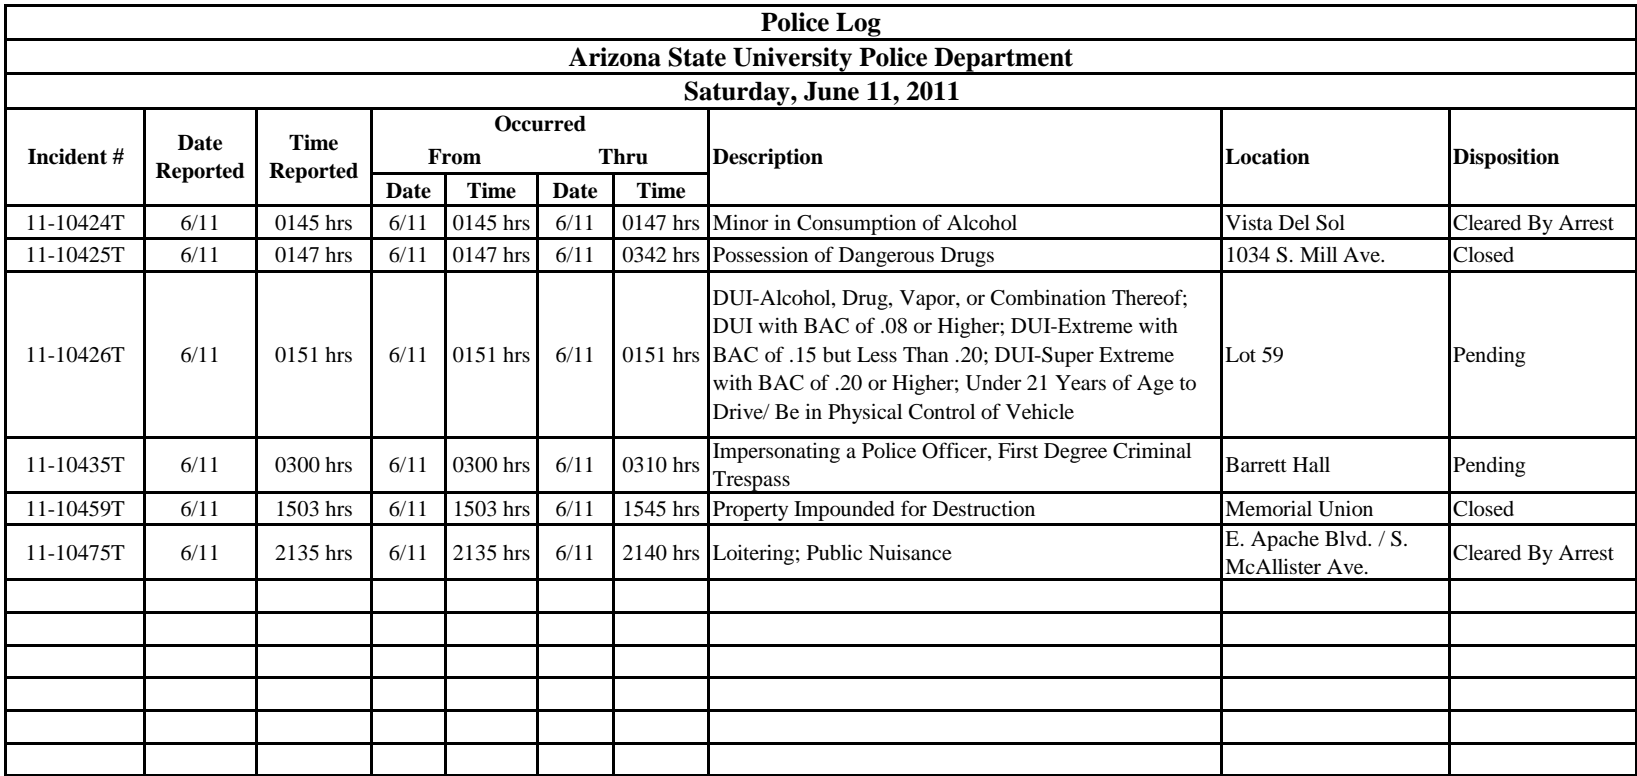 Police Log
Arizona State University Police Department
Saturday, June 11, 2011
Incident # Date Reported Time Reported Occurred Description Location Disposition
From Thru
Date Time Date Time
11-10424T 6/11 0145 hrs 6/11 0145 hrs 6/11 0147 hrs Minor in Consumption of Alcohol Vista Del Sol Cleared By Arrest
11-10425T 6/11 0147 hrs 6/11 0147 hrs 6/11 0342 hrs Possession of Dangerous Drugs 1034 S. Mill Ave. Closed
11-10426T 6/11 0151 hrs 6/11 0151 hrs 6/11 0151 hrs DUI-Alcohol, Drug, Vapor, or Combination Thereof;
DUI with BAC of .08 or Higher; DUI-Extreme with
BAC of .15 but Less Than .20; DUI-Super Extreme
with BAC of .20 or Higher; Under 21 Years of Age to
Drive/ Be in Physical Control of Vehicle Lot 59 Pending
11-10435T 6/11 0300 hrs 6/11 0300 hrs 6/11 0310 hrs Impersonating a Police Officer, First Degree Criminal
Trespass Barrett Hall Pending
11-10459T 6/11 1503 hrs 6/11 1503 hrs 6/11 1545 hrs Property Impounded for Destruction Memorial Union Closed
11-10475T 6/11 2135 hrs 6/11 2135 hrs 6/11 2140 hrs Loitering; Public Nuisance E. Apache Blvd. / S.
McAllister Ave. Cleared By Arrest